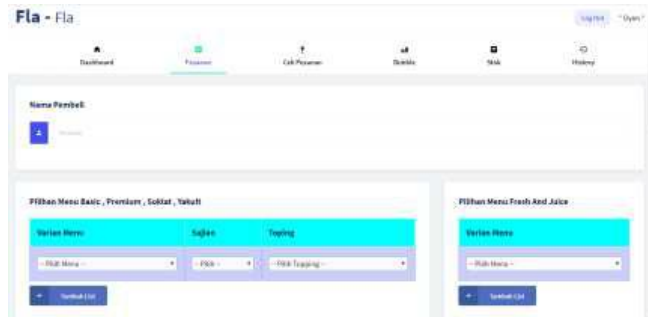 Fla - Fla
Log Out "Dyas"
Dashboard Pesanan Cek Pesanan Bubble Stok History
Nama Pembeli
Pilihan Menu Basic , Premium , Soklat , Yakult
Varian Menu Sajian Toping
-- Pilih Menu -- -- Pilih -- -- Pilih Topping --
Tambah List
Pilihan Menu Fresh And Juice
Varian Menu
-- Pilih Menu --
Tambah List